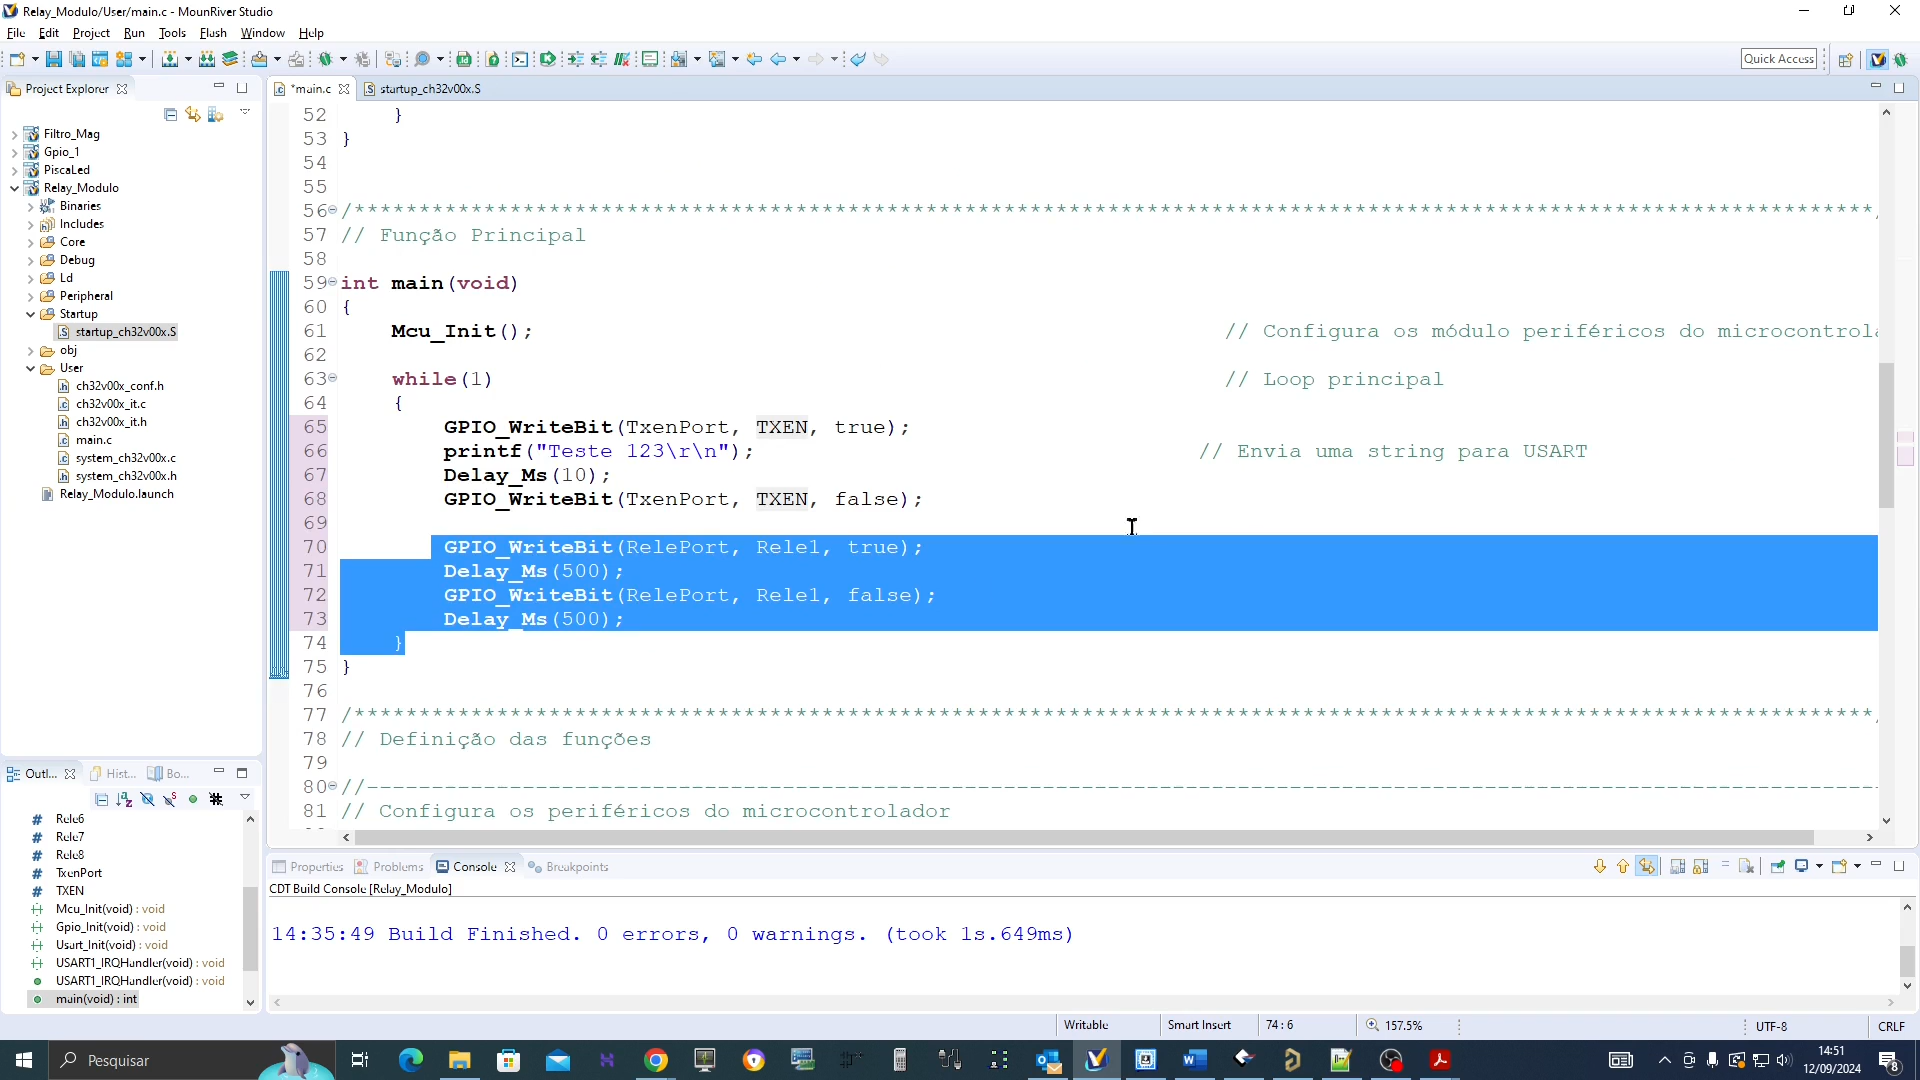 Relay_Modulo/User/main.c - MounRiver Studio
File Edit Project Run Tools Flash Window Help
Quick Access
Project Explorer
*main.c startup_ch32v00x.S
Filtro_Mag
Gpio_1
PiscaLed
Relay_Modulo
Binaries
Includes
Core
Debug
Ld
Peripheral
Startup
startup_ch32v00x.S
obj
User
ch32v00x_conf.h
ch32v00x_it.c
ch32v00x_it.h
main.c
system_ch32v00x.c
system_ch32v00x.h
Relay_Modulo.launch
52 }
53 }
54
55
56 /**********************************************************************************************************************
57 // Função Principal
58
59 int main(void)
60 {
61 Mcu_Init(); // Configura os módulo periféricos do microcontrola
62
63 while(1) // Loop principal
64 {
65 GPIO_WriteBit(TxenPort, TXEN, true);
66 printf("Teste 123\r\n"); // Envia uma string para USART
67 Delay_Ms(10);
68 GPIO_WriteBit(TxenPort, TXEN, false);
69
70 GPIO_WriteBit(RelePort, Rele1, true);
71 Delay_Ms(500);
72 GPIO_WriteBit(RelePort, Rele1, false);
73 Delay_Ms(500);
74 }
75 }
76
77 /**********************************************************************************************************************
78 // Definição das funções
79
80 //----------------------------------------------------------------------------------------------------------------------
81 // Configura os periféricos do microcontrolador
Outl... Hist... Bo...
Rele6
Rele7
Rele8
TxenPort
TXEN
Mcu_Init(void) : void
Gpio_Init(void) : void
Usart_Init(void) : void
USART1_IRQHandler(void) : void
USART1_IRQHandler(void) : void
main(void) : int
Properties Problems Console Breakpoints
CDT Build Console [Relay_Modulo]
14:35:49 Build Finished. 0 errors, 0 warnings. (took 1s.649ms)
Writable Smart Insert 74 : 6 157.5% UTF-8 CRLF
Pesquisar
14:51
12/09/2024
8